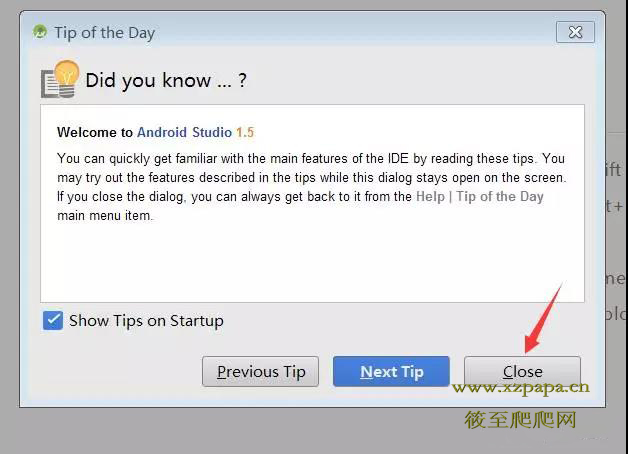 Tip of the Day
Did you know ... ?
Welcome to Android Studio 1.5
You can quickly get familiar with the main features of the IDE by reading these tips. You
may try out the features described in the tips while this dialog stays open on the screen.
If you close the dialog, you can always get back to it from the Help | Tip of the Day
main menu item.
Show Tips on Startup
Previous Tip
Next Tip
Close
www.xzpapa.cn
筱至爬爬网